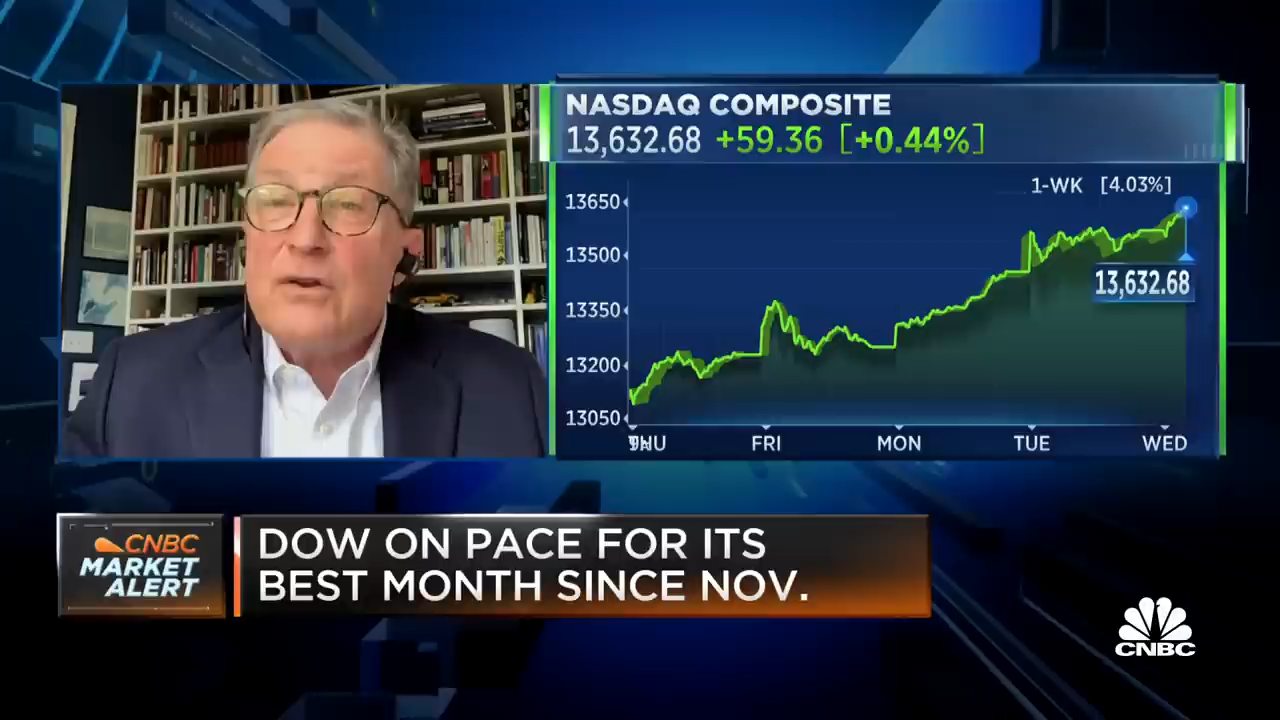 NASDAQ COMPOSITE
13,632.68 +59.36 [+0.44%]
1-WK [4.03%]
13650
13500
13350
13200
13050
13,632.68
THU FRI MON TUE WED
CNBC
MARKET
ALERT
DOW ON PACE FOR ITS
BEST MONTH SINCE NOV.
CNBC